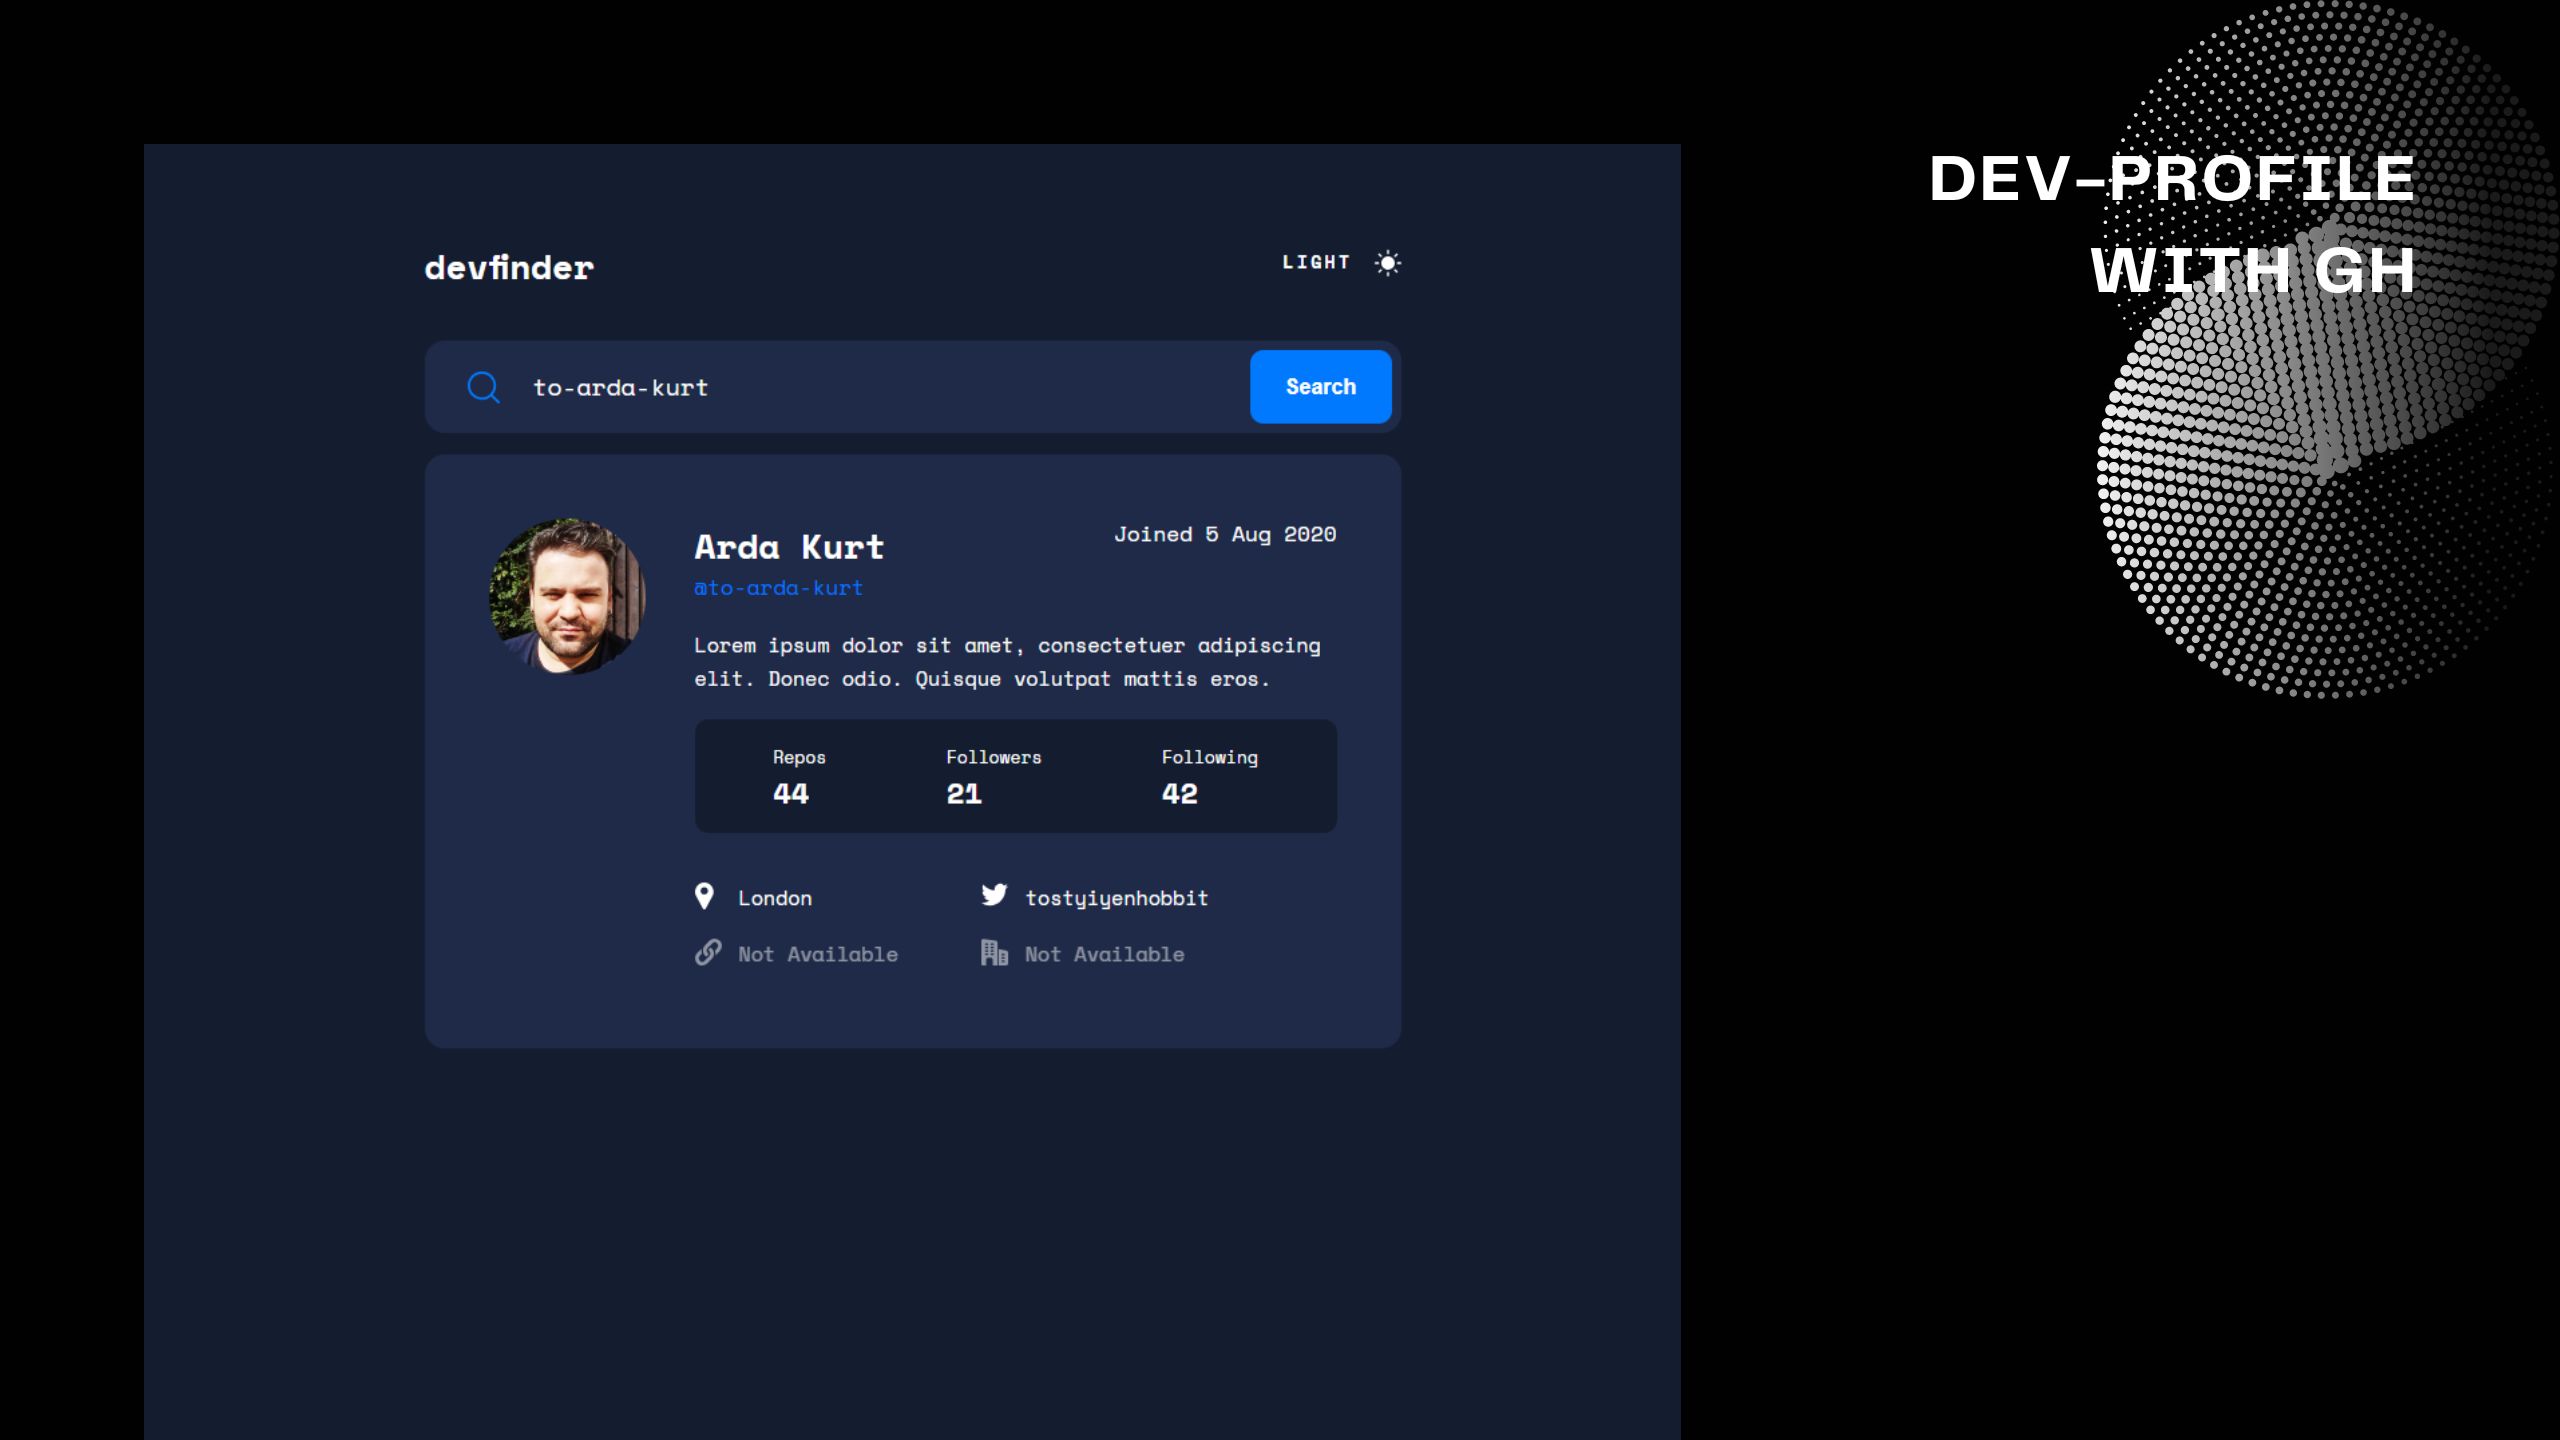 DEV-PROFILE
WITH GH
devfinder
LIGHT
to-arda-kurt
Search
Arda Kurt
Joined 5 Aug 2020
@to-arda-kurt
Lorem ipsum dolor sit amet, consectetuer adipiscing
elit. Donec odio. Quisque volutpat mattis eros.
Repos
Followers
Following
44
21
42
London
tostyiyenhobbit
Not Available
Not Available